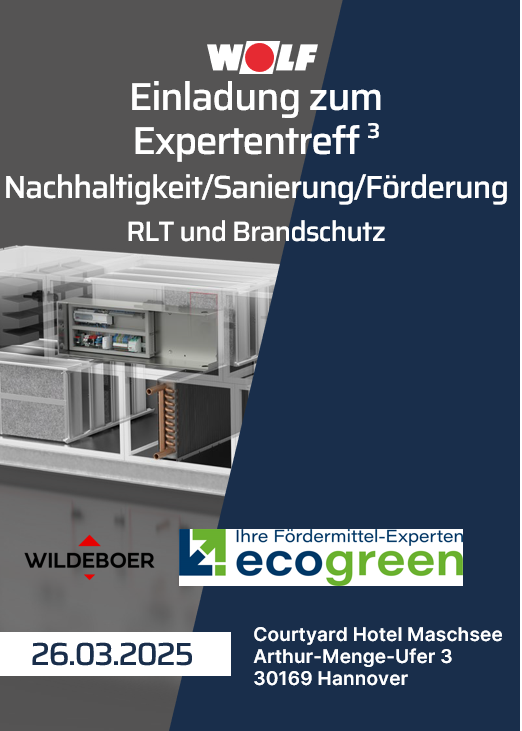 WOLF
Einladung zum
Expertentreff ³
Nachhaltigkeit/Sanierung/Förderung
RLT und Brandschutz
WILDEBOER
Ihre Fördermittel-Experten
ecogreen
26.03.2025
Courtyard Hotel Maschsee
Arthur-Menge-Ufer 3
30169 Hannover